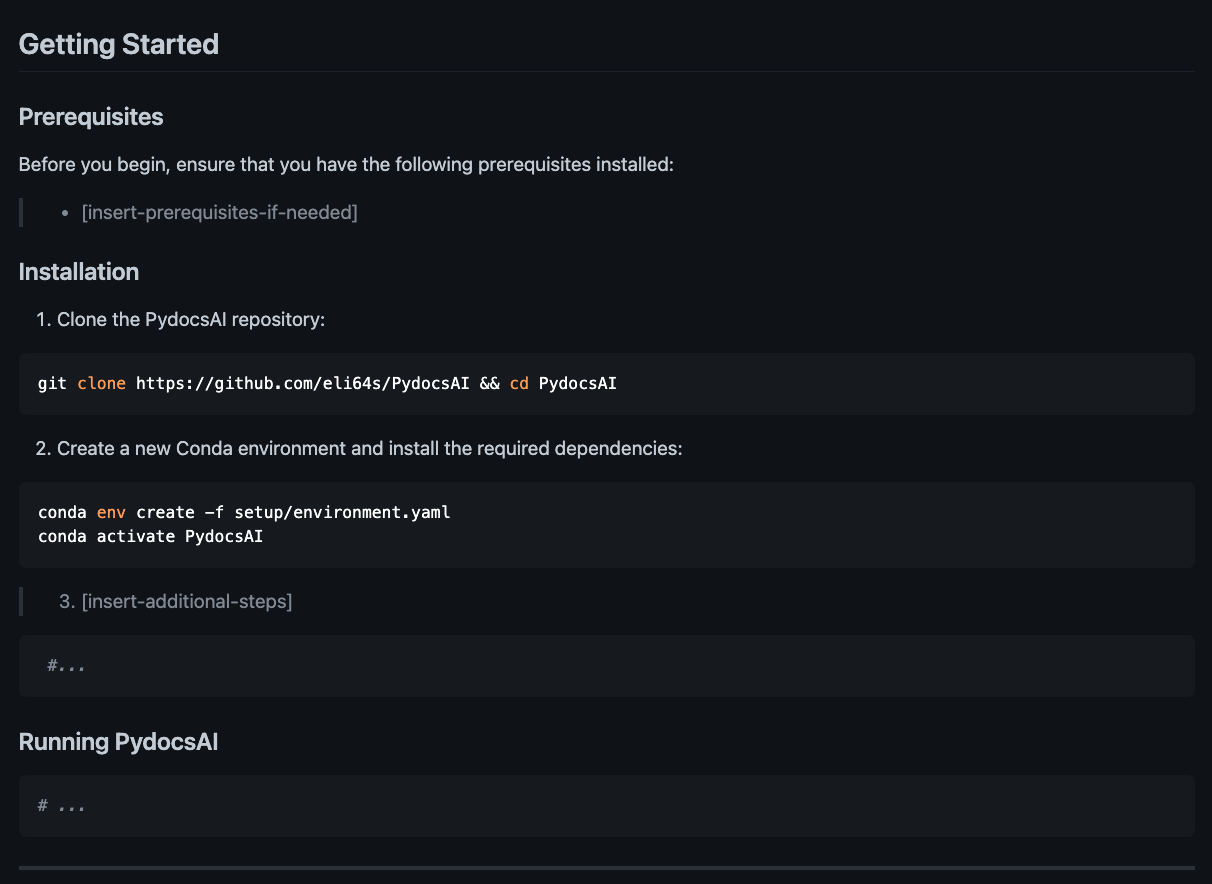 Getting Started
Prerequisites
Before you begin, ensure that you have the following prerequisites installed:
• [insert-prerequisites-if-needed]
Installation
1. Clone the PydocsAI repository:
git clone https://github.com/eli64s/PydocsAI && cd PydocsAI
2. Create a new Conda environment and install the required dependencies:
conda env create -f setup/environment.yaml
conda activate PydocsAI
3. [insert-additional-steps]
#...
Running PydocsAI
# ...